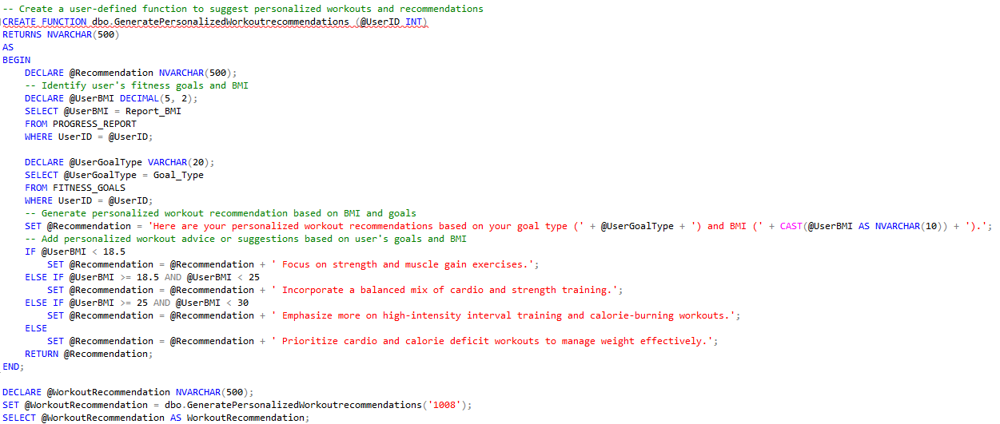 -- Create a user-defined function to suggest personalized workouts and recommendations
CREATE FUNCTION dbo.GeneratePersonalizedWorkoutrecommendations (@UserID INT)
RETURNS NVARCHAR(500)
AS
BEGIN
    DECLARE @Recommendation NVARCHAR(500);
    -- Identify user's fitness goals and BMI
    DECLARE @UserBMI DECIMAL(5, 2);
    SELECT @UserBMI = Report_BMI
    FROM PROGRESS_REPORT
    WHERE UserID = @UserID;

    DECLARE @UserGoalType VARCHAR(20);
    SELECT @UserGoalType = Goal_Type
    FROM FITNESS_GOALS
    WHERE UserID = @UserID;
    -- Generate personalized workout recommendation based on BMI and goals
    SET @Recommendation = 'Here are your personalized workout recommendations based on your goal type (' + @UserGoalType + ') and BMI (' + CAST(@UserBMI AS NVARCHAR(10)) + ').';
    -- Add personalized workout advice or suggestions based on user's goals and BMI
    IF @UserBMI < 18.5
        SET @Recommendation = @Recommendation + ' Focus on strength and muscle gain exercises.';
    ELSE IF @UserBMI >= 18.5 AND @UserBMI < 25
        SET @Recommendation = @Recommendation + ' Incorporate a balanced mix of cardio and strength training.';
    ELSE IF @UserBMI >= 25 AND @UserBMI < 30
        SET @Recommendation = @Recommendation + ' Emphasize more on high-intensity interval training and calorie-burning workouts.';
    ELSE
        SET @Recommendation = @Recommendation + ' Prioritize cardio and calorie deficit workouts to manage weight effectively.';
    RETURN @Recommendation;
END;

DECLARE @WorkoutRecommendation NVARCHAR(500);
SET @WorkoutRecommendation = dbo.GeneratePersonalizedWorkoutrecommendations('1008');
SELECT @WorkoutRecommendation AS WorkoutRecommendation;